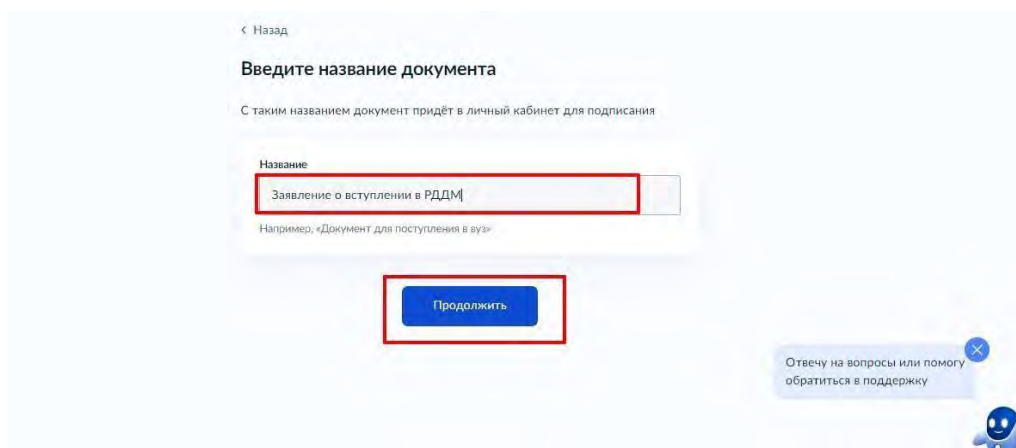 Назад
Введите название документа
С таким названием документ придёт в личный кабинет для подписания
Название
Заявление о вступлении в РДДМ
Например, «Документ для поступления в вуз»
Продолжить
Отвечу на вопросы или помогу
обратиться в поддержку